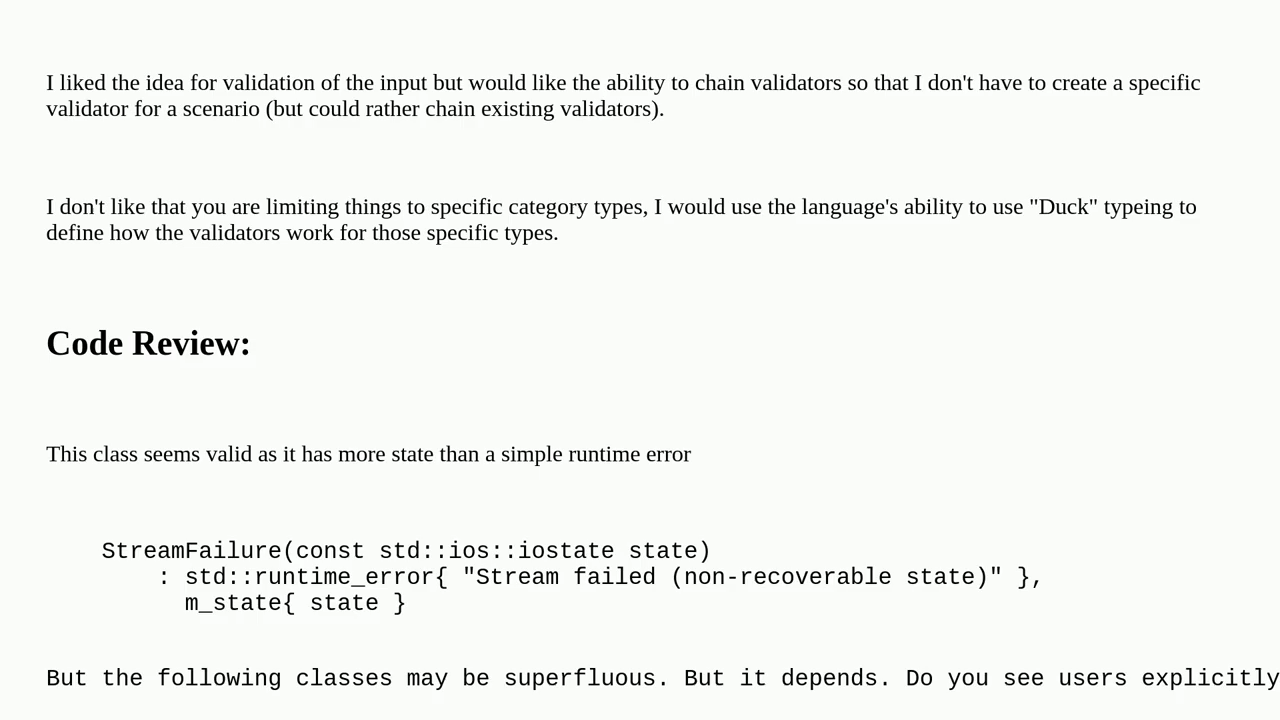 I liked the idea for validation of the input but would like the ability to chain validators so that I don't have to create a specific
validator for a scenario (but could rather chain existing validators).
I don't like that you are limiting things to specific category types, I would use the language's ability to use "Duck" typeing to
define how the validators work for those specific types.
Code Review:
This class seems valid as it has more state than a simple runtime error
StreamFailure(const std::ios::iostate state)
: std::runtime_error{ "Stream failed (non-recoverable state)" },
m_state{ state }
But the following classes may be superfluous. But it depends. Do you see users explicitly